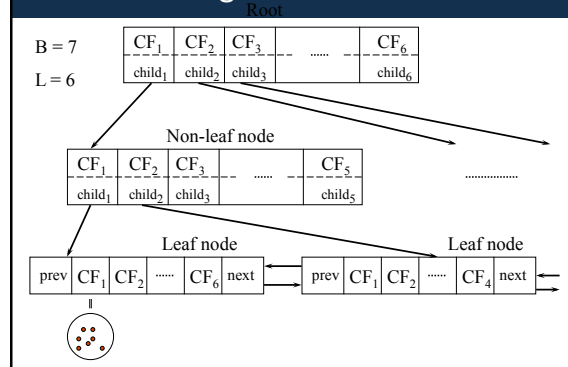 Root
B = 7
L = 6
CF1 CF2 CF3 ...... CF6
child1 child2 child3 child6
Non-leaf node
CF1 CF2 CF3 ...... CF5
child1 child2 child3 child5
................
Leaf node
Leaf node
prev CF1 CF2 ...... CF6 next
prev CF1 CF2 ...... CF4 next